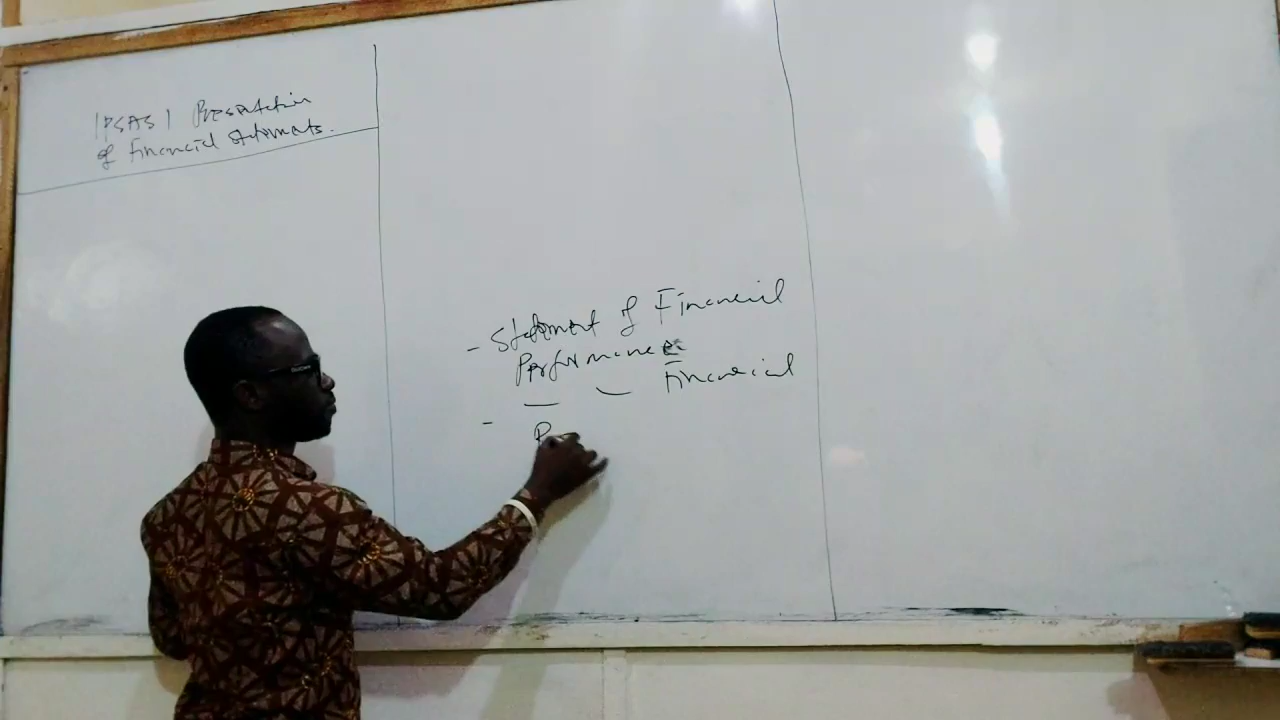 IPSAS 1 Presentation
of Financial statements.
- Statement of Financial
Performance
- — ‿ Financial
P